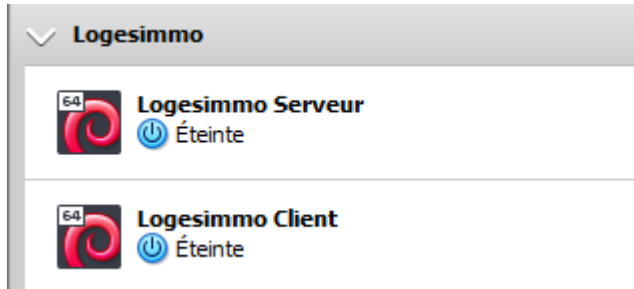 Logesimmo
64
Logesimmo Serveur
Éteinte
64
Logesimmo Client
Éteinte